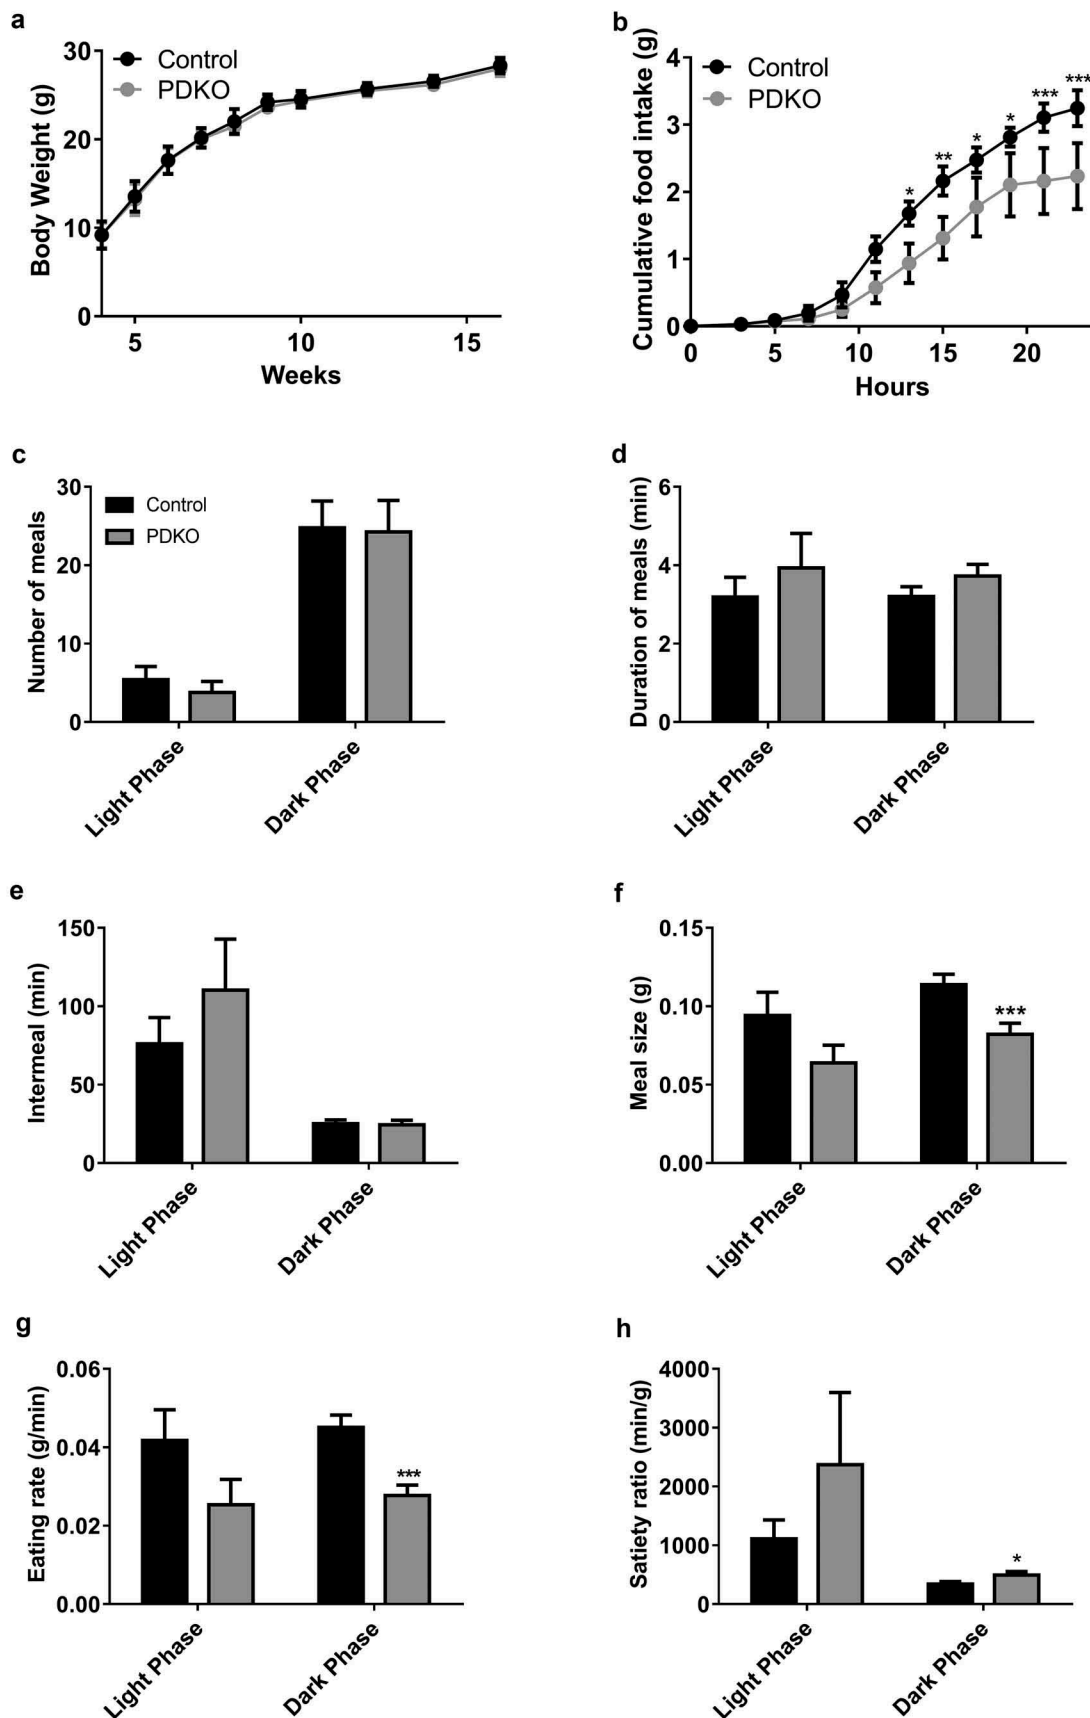 a
Body Weight (g)
30
20
10
0
Control
PDKO
5
10
15
Weeks
b
Cumulative food intake (g)
4
3
2
1
0
Control
PDKO
*
**
*
*
***
***
0
5
10
15
20
Hours
c
Number of meals
30
20
10
0
Control
PDKO
Light Phase
Dark Phase
d
Duration of meals (min)
6
4
2
0
Light Phase
Dark Phase
e
Intermeal (min)
150
100
50
0
Light Phase
Dark Phase
f
Meal size (g)
0.15
0.10
0.05
0.00
***
Light Phase
Dark Phase
g
Eating rate (g/min)
0.06
0.04
0.02
0.00
***
Light Phase
Dark Phase
h
Satiety ratio (min/g)
4000
3000
2000
1000
0
*
Light Phase
Dark Phase